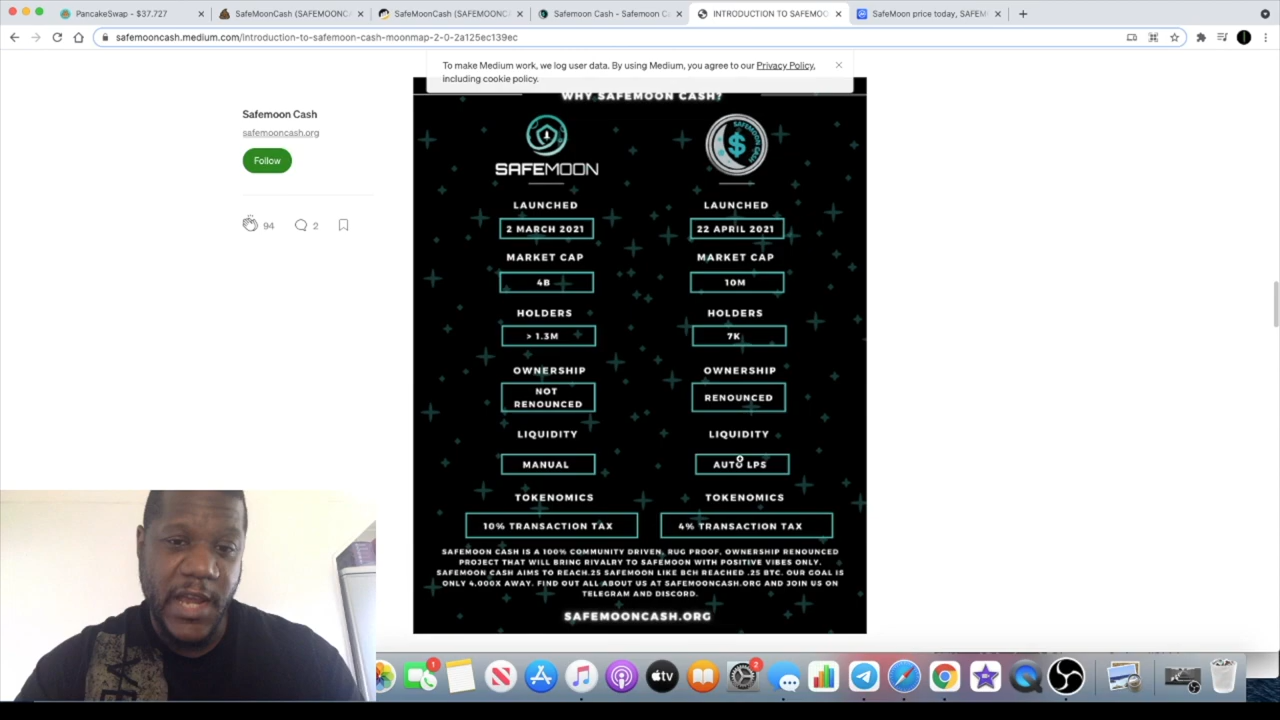 PancakeSwap - $37.727
SafeMoonCash (SAFEMOONC
SafeMoonCash (SAFEMOONC
Safemoon Cash - Safemoon C
INTRODUCTION TO SAFEMOO
SafeMoon price today, SAFEM
safemooncash.medium.com/introduction-to-safemoon-cash-moonmap-2-0-2a125ec139ec
To make Medium work, we log user data. By using Medium, you agree to our Privacy Policy,
including cookie policy.
Safemoon Cash
safemooncash.org
Follow
94
2
WHY SAFEMOON CASH?
SAFEMOON
SAFEMOON CASH
$
LAUNCHED
LAUNCHED
2 MARCH 2021
22 APRIL 2021
MARKET CAP
MARKET CAP
4B
10M
HOLDERS
HOLDERS
> 1.3M
7K
OWNERSHIP
OWNERSHIP
NOT
RENOUNCED
RENOUNCED
LIQUIDITY
LIQUIDITY
MANUAL
AUTO LPS
TOKENOMICS
TOKENOMICS
10% TRANSACTION TAX
4% TRANSACTION TAX
SAFEMOON CASH IS A 100% COMMUNITY DRIVEN, RUG PROOF, OWNERSHIP RENOUNCED
PROJECT THAT WILL BRING RIVALRY TO SAFEMOON WITH POSITIVE VIBES ONLY.
SAFEMOON CASH AIMS TO REACH.25 SAFEMOON LIKE BCH REACHED .25 BTC. OUR GOAL IS
ONLY 4,000X AWAY. FIND OUT ALL ABOUT US AT SAFEMOONCASH.ORG AND JOIN US ON
TELEGRAM AND DISCORD.
SAFEMOONCASH.ORG
1
tv
2